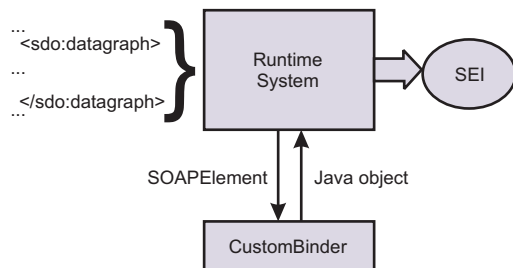 ...
<sdo:datagraph>
...
</sdo:datagraph>
...
Runtime
System
SEI
SOAPElement
Java object
CustomBinder